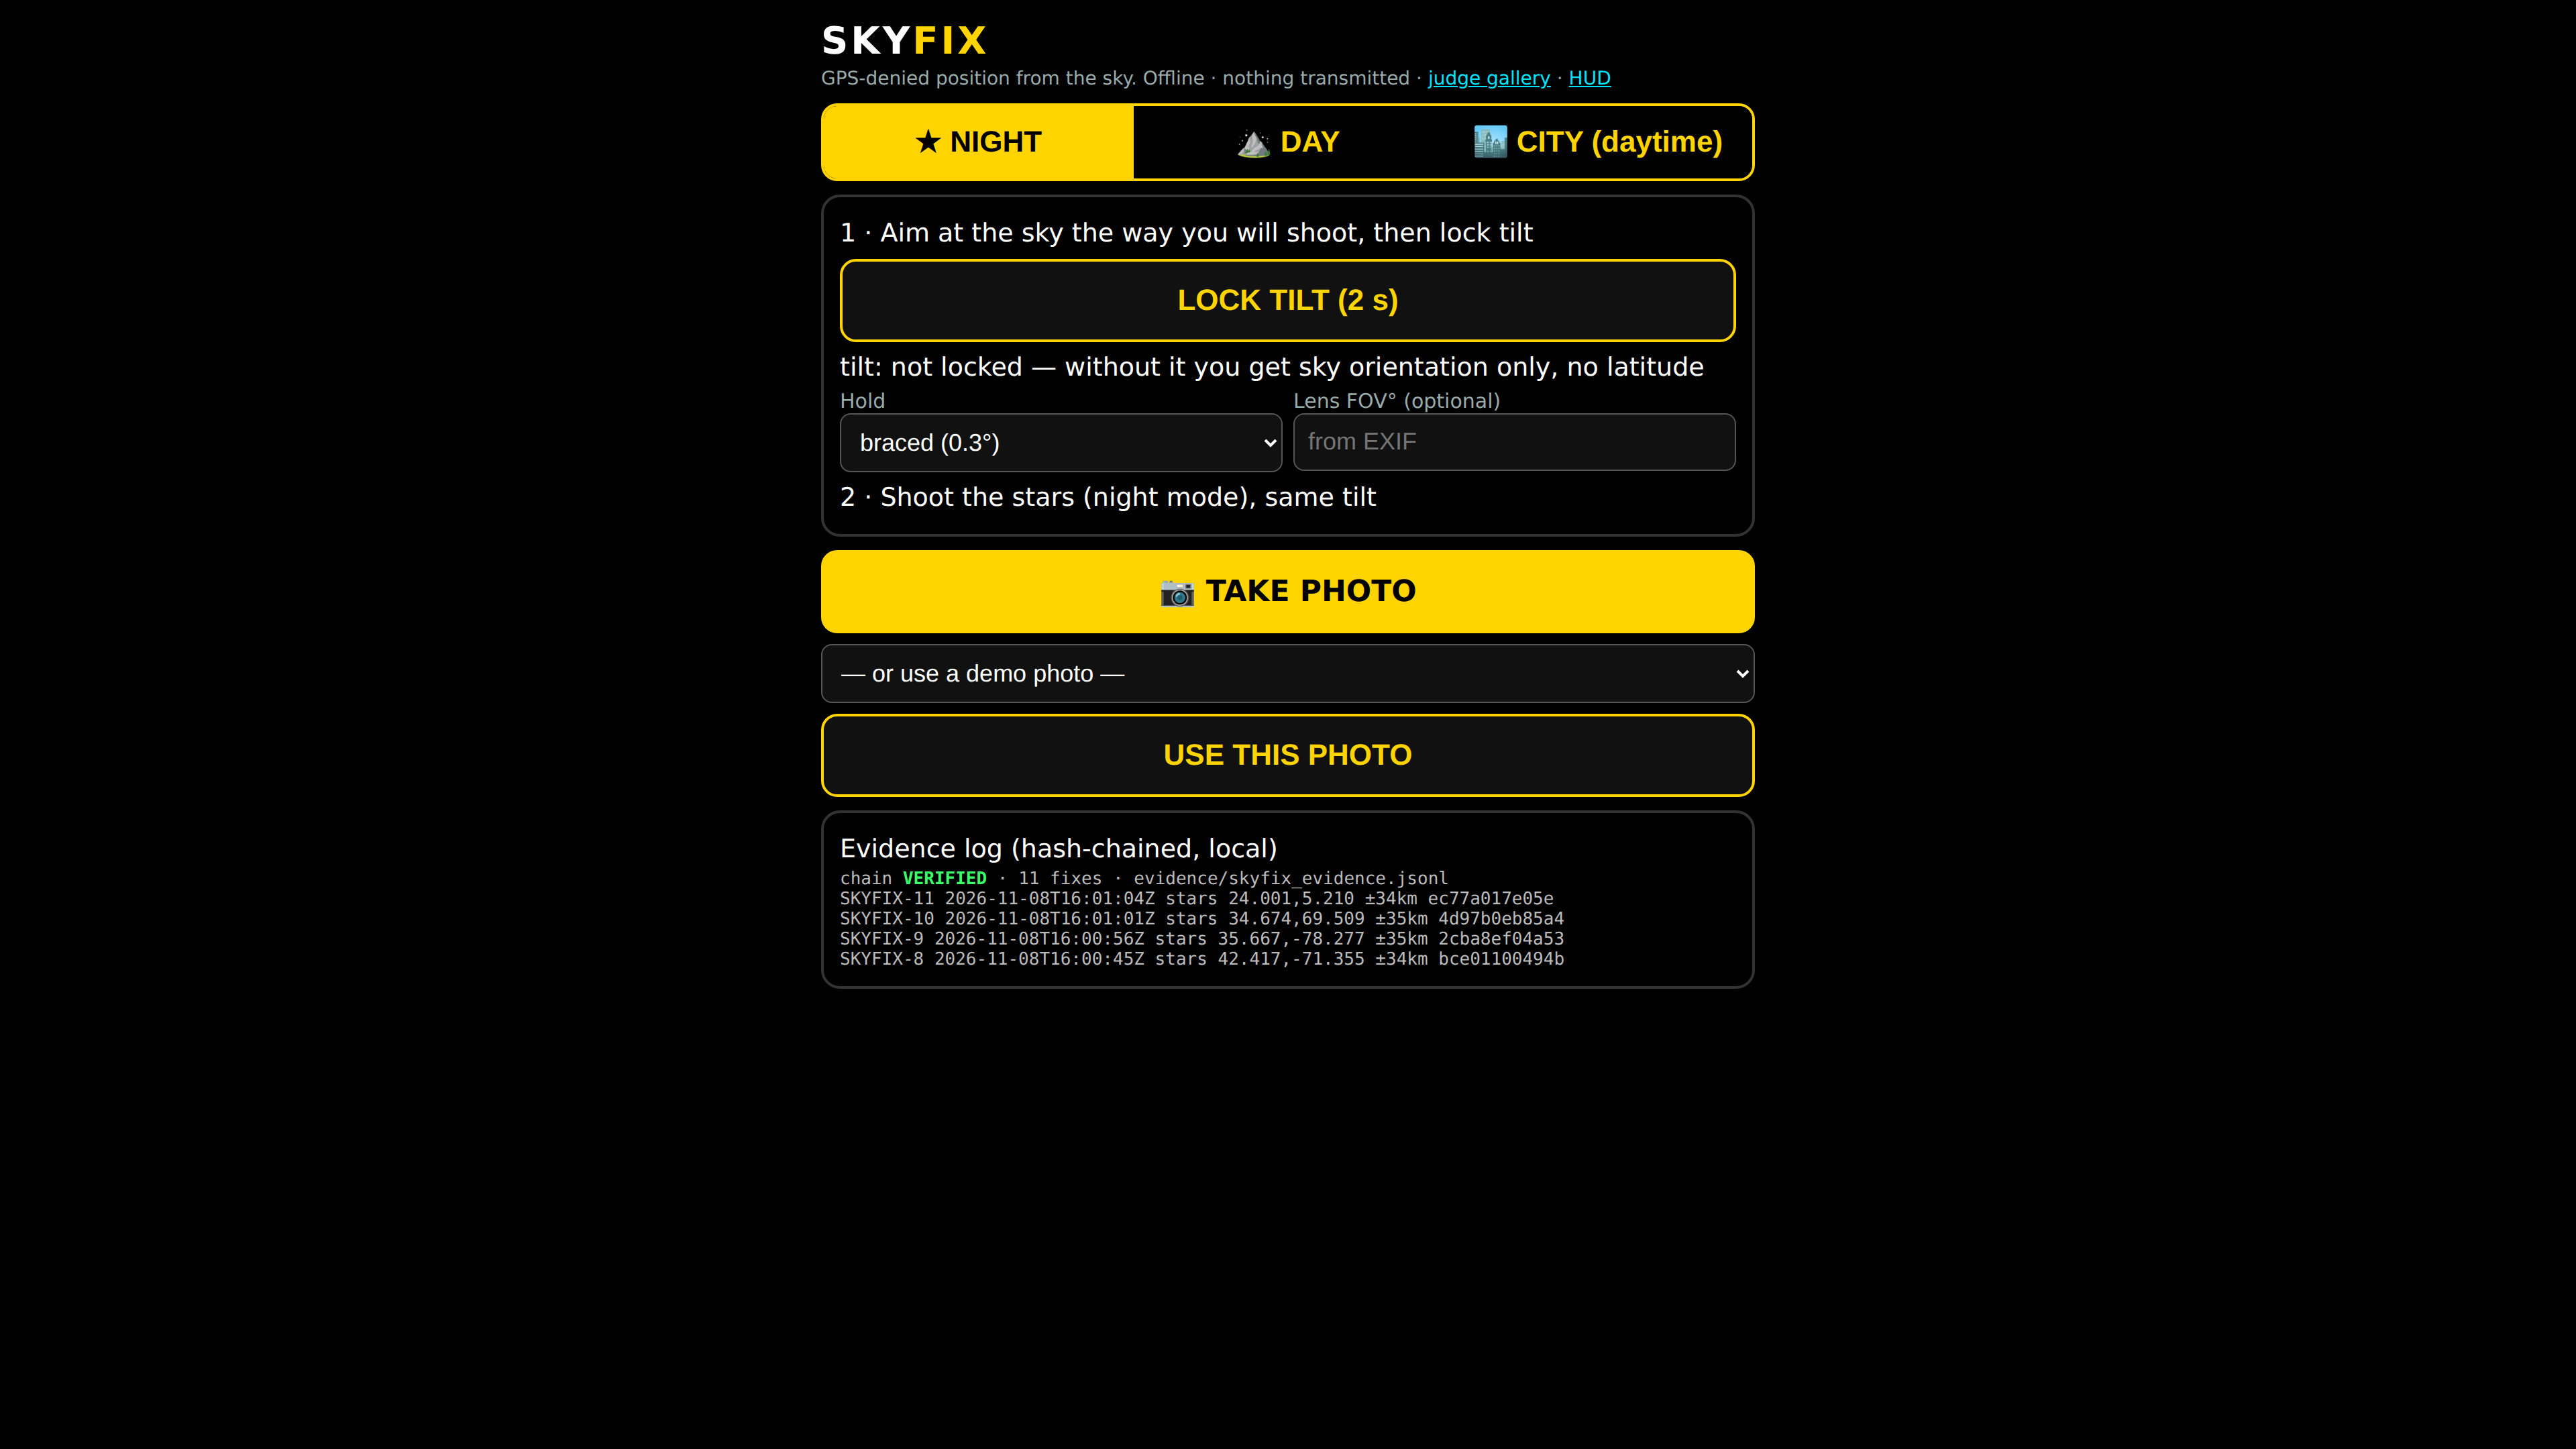 SKYFIX
GPS-denied position from the sky. Offline · nothing transmitted · judge gallery · HUD
★ NIGHT
DAY
CITY (daytime)
1 · Aim at the sky the way you will shoot, then lock tilt
LOCK TILT (2 s)
tilt: not locked — without it you get sky orientation only, no latitude
Hold
Lens FOV° (optional)
braced (0.3°)
from EXIF
2 · Shoot the stars (night mode), same tilt
TAKE PHOTO
— or use a demo photo —
USE THIS PHOTO
Evidence log (hash-chained, local)
chain VERIFIED · 11 fixes · evidence/skyfix_evidence.jsonl
SKYFIX-11 2026-11-08T16:01:04Z stars 24.001,5.210 ±34km ec77a017e05e
SKYFIX-10 2026-11-08T16:01:01Z stars 34.674,69.509 ±35km 4d97b0eb85a4
SKYFIX-9 2026-11-08T16:00:56Z stars 35.667,-78.277 ±35km 2cba8ef04a53
SKYFIX-8 2026-11-08T16:00:45Z stars 42.417,-71.355 ±34km bce01100494b